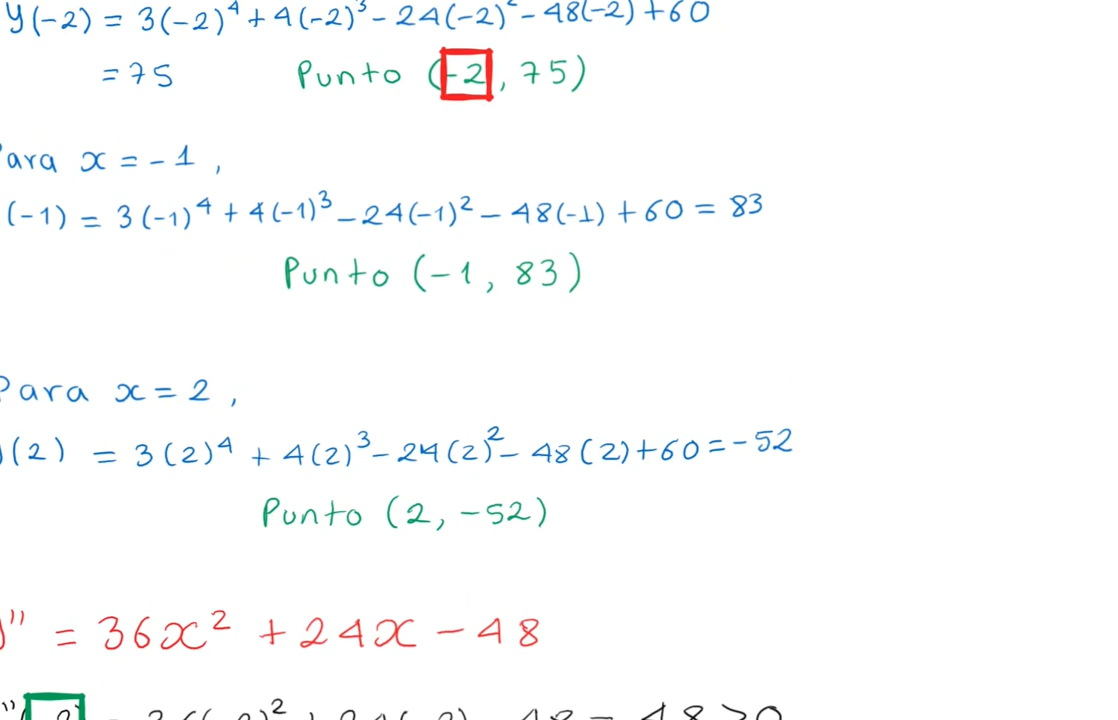 y(-2) = 3(-2)⁴ + 4(-2)³ - 24(-2)² - 48(-2) + 60
= 75 Punto (-2, 75)
Para x = -1,
(-1) = 3(-1)⁴ + 4(-1)³ - 24(-1)² - 48(-1) + 60 = 83
Punto (-1, 83)
Para x = 2,
(2) = 3(2)⁴ + 4(2)³ - 24(2)² - 48(2) + 60 = -52
Punto (2, -52)
'' = 36x² + 24x - 48